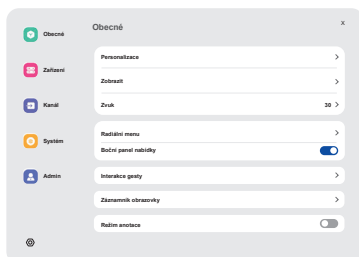 Obecné
x
Obecné
Personalizace
Zařízení
Zobrazit
Kanál
Zvuk 30
Radiální menu
Systém
Boční panel nabídky
Admin
Interakce gesty
Záznamník obrazovky
Režim anotace